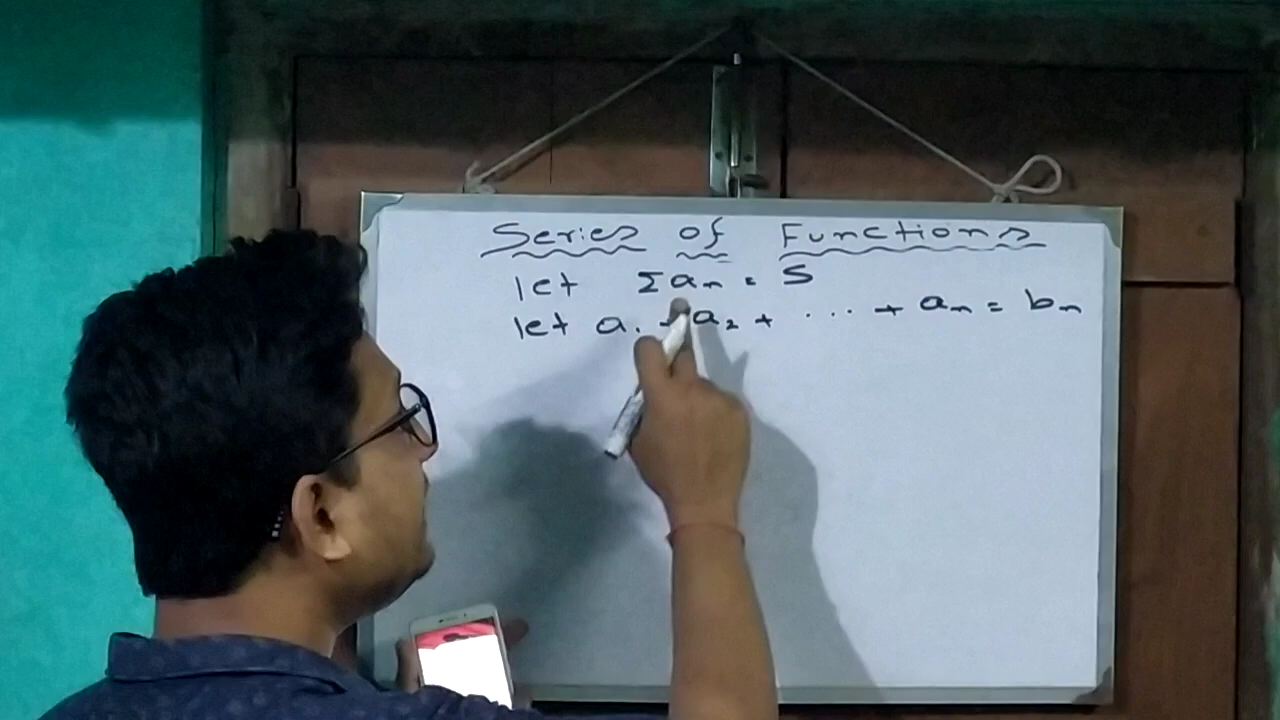 Series of Functions
let Σaₙ = S
let a₁ + a₂ + ... + aₙ = bₙ